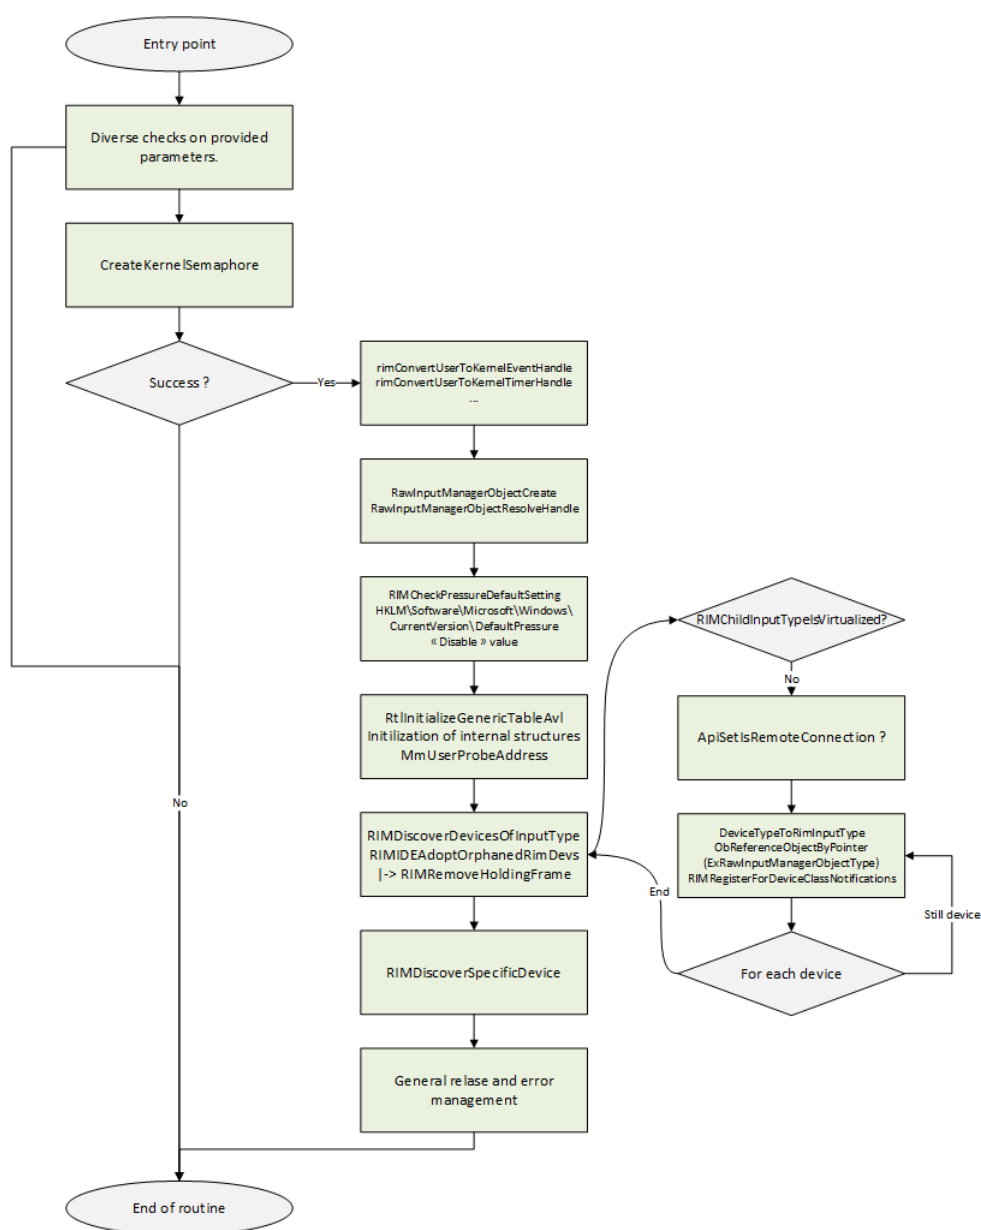 Entry point
Diverse checks on provided
parameters.
CreateKernelSemaphore
Success ?
Yes
No
rimConvertUserToKernelEventHandle
rimConvertUserToKernelTimerHandle
...
RawInputManagerObjectCreate
RawInputManagerObjectResolveHandle
RIMCheckPressureDefaultSetting
HKLM\Software\Microsoft\Windows\
CurrentVersion\DefaultPressure
« Disable » value
RtlInitializeGenericTableAvl
Initilization of internal structures
MmUserProbeAddress
RIMDiscoverDevicesOfInputType
RIMIDEAdoptOrphanedRimDevs
|-> RIMRemoveHoldingFrame
RIMChildInputTypeIsVirtualized?
No
ApiSetIsRemoteConnection ?
DeviceTypeToRimInputType
ObReferenceObjectByPointer
(ExRawInputManagerObjectType)
RIMRegisterForDeviceClassNotifications
For each device
Still device
End
RIMDiscoverSpecificDevice
General relase and error
management
End of routine